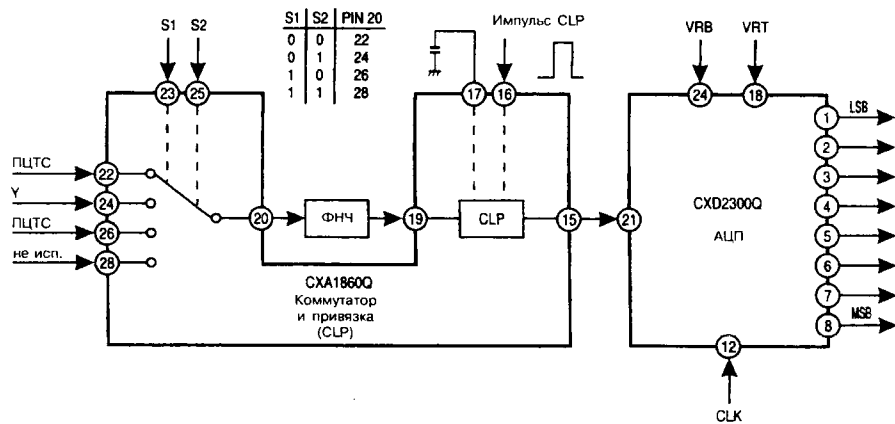 S1 S2
S1 S2 PIN 20
0 0 22
0 1 24
1 0 26
1 1 28
Импульс CLP
VRB VRT
23 25
17 16
24 18
ПЦТС 22
Y 24
ПЦТС 26
не исп. 28
20 ФНЧ 19 CLP 15 21
CXA1860Q
Коммутатор
и привязка
(CLP)
CXD2300Q
АЦП
1 LSB
2
3
4
5
6
7
8 MSB
12
CLK